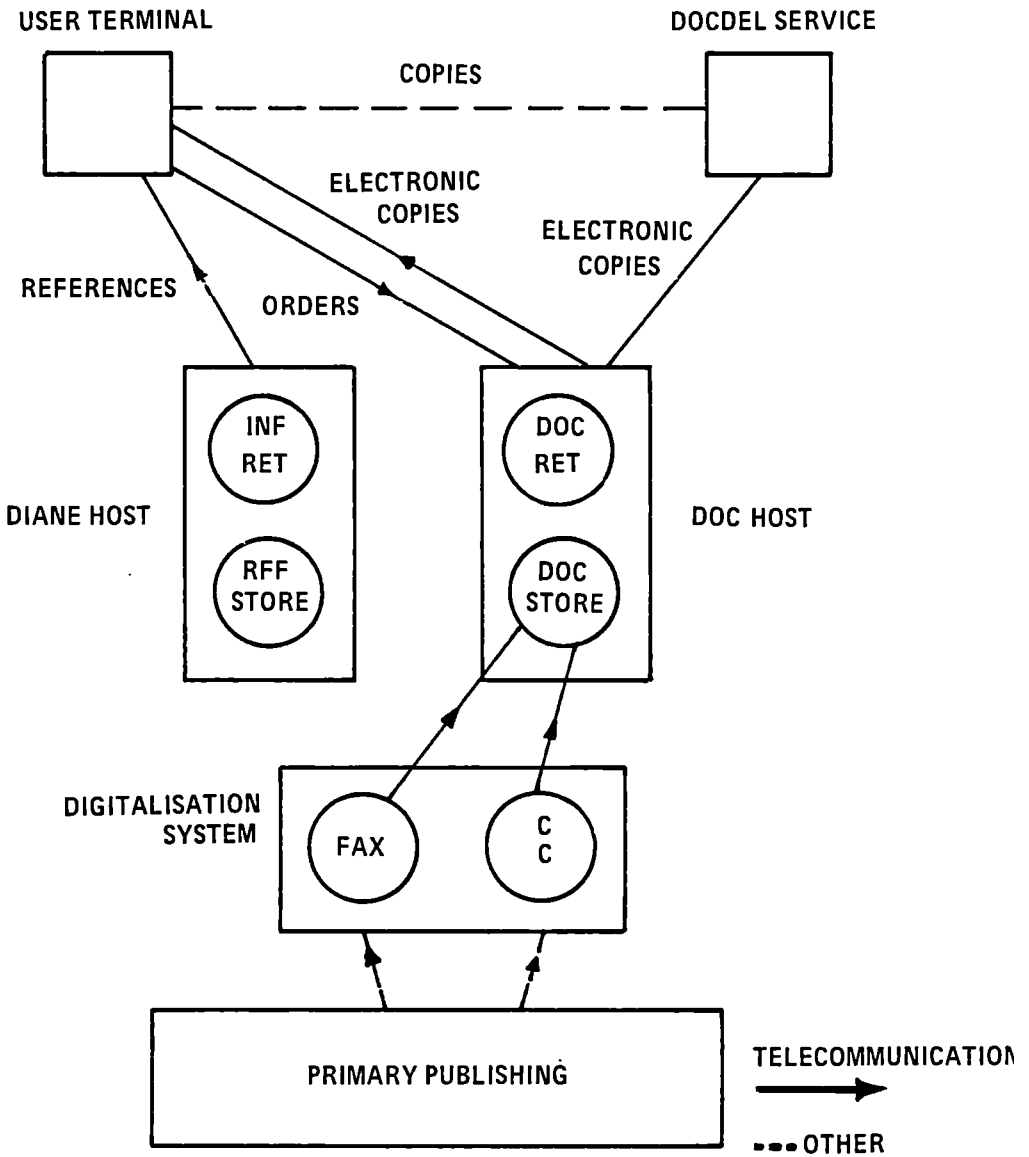 USER TERMINAL
DOCDEL SERVICE
COPIES
ELECTRONIC
COPIES
ELECTRONIC
COPIES
REFERENCES
ORDERS
INF
RET
DOC
RET
DIANE HOST
DOC HOST
RFF
STORE
DOC
STORE
DIGITALISATION
SYSTEM
FAX
C
C
PRIMARY PUBLISHING
TELECOMMUNICATION
OTHER